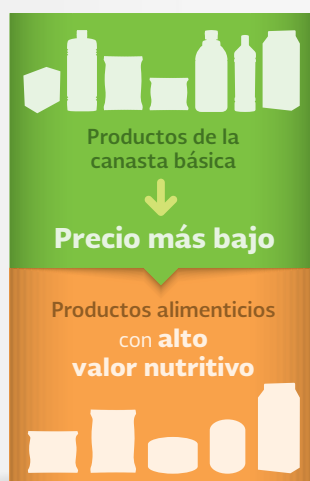 Productos de la
canasta básica
Precio más bajo
Productos alimenticios
con alto
valor nutritivo